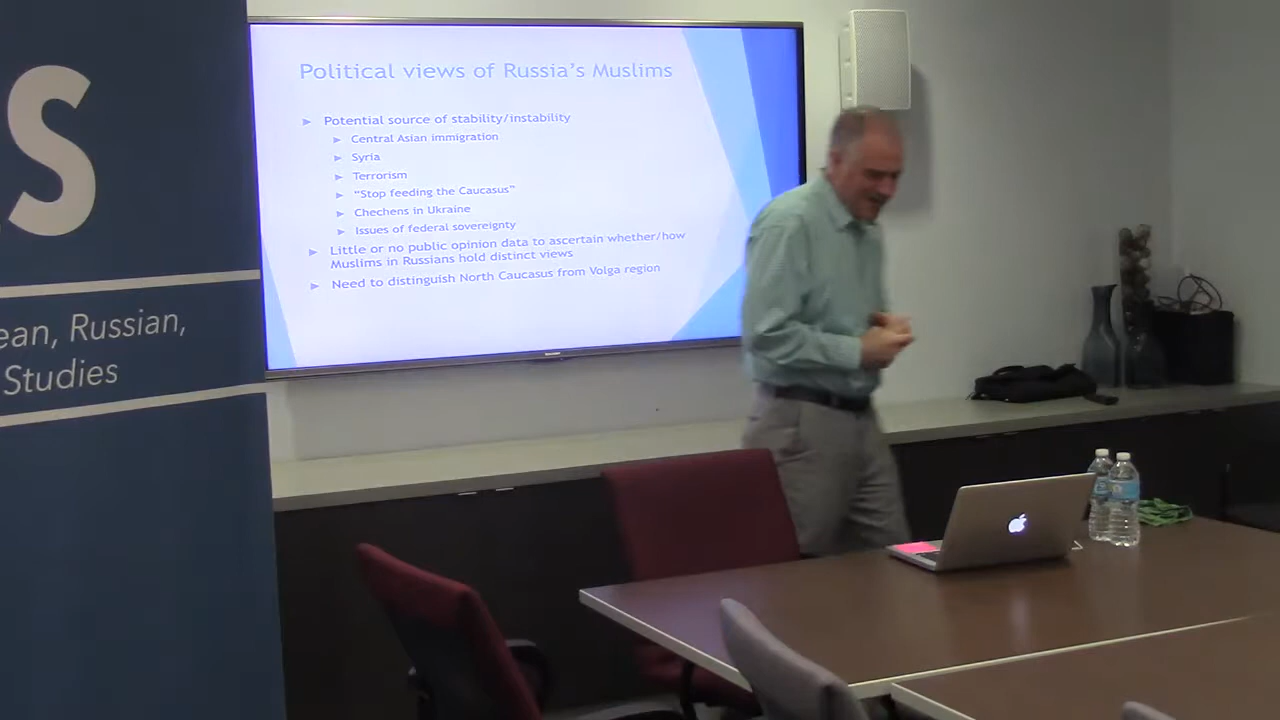 S
ean, Russian,
Studies
Political views of Russia's Muslims
Potential source of stability/instability
Central Asian immigration
Syria
Terrorism
"Stop feeding the Caucasus"
Chechens in Ukraine
Issues of federal sovereignty
Little or no public opinion data to ascertain whether/how
Muslims in Russians hold distinct views
Need to distinguish North Caucasus from Volga region